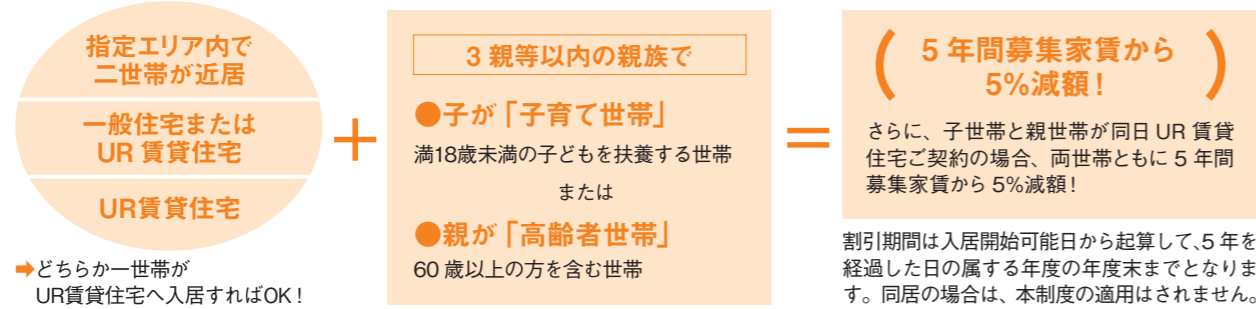 指定エリア内で
二世帯が近居
一般住宅または
UR 賃貸住宅
UR賃貸住宅
➡どちらか一世帯が
UR賃貸住宅へ入居すればOK!
+
3 親等以内の親族で
●子が「子育て世帯」
満18歳未満の子どもを扶養する世帯
または
●親が「高齢者世帯」
60 歳以上の方を含む世帯
=
( 5 年間募集家賃から
5%減額! )
さらに、子世帯と親世帯が同日 UR 賃貸
住宅ご契約の場合、両世帯ともに 5 年間
募集家賃から 5%減額!
割引期間は入居開始可能日から起算して、5 年を
経過した日の属する年度の年度末までとなりま
す。同居の場合は、本制度の適用はされません。